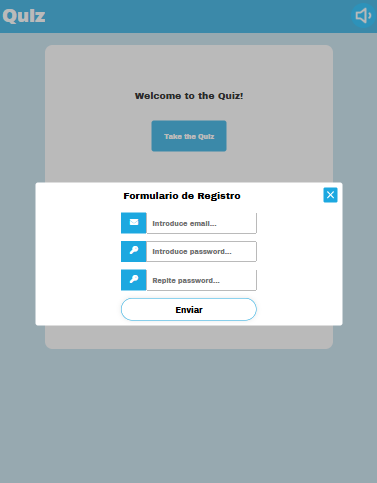 Quiz
Welcome to the Quiz!
Take the Quiz
Formulario de Registro
Introduce email...
Introduce password...
Repite password...
Enviar